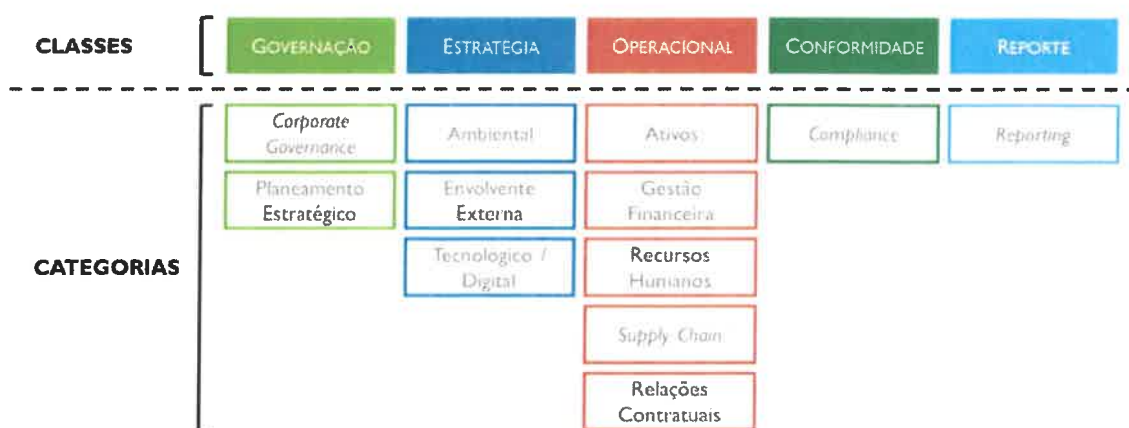 CLASSES
GOVERNAÇÃO
ESTRATEGIA
OPERACIONAL
CONFORMIDADE
REPORTE
CATEGORIAS
Corporate
Governance
Planeamento
Estratégico
Ambiental
Envolvente
Externa
Tecnologico /
Digital
Ativos
Gestão
Financeira
Recursos
Humanos
Supply Chain
Relações
Contratuais
Compliance
Reporting